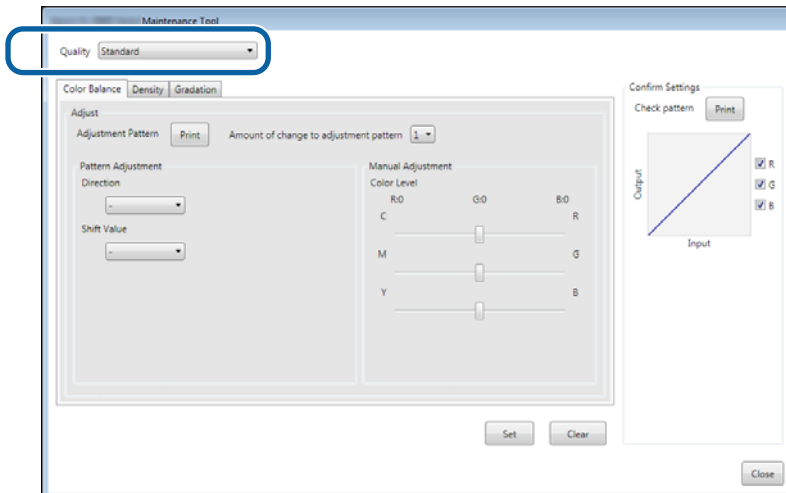 Maintenance Tool
Quality Standard
Color Balance Density Gradation
Adjust
Adjustment Pattern Print Amount of change to adjustment pattern 1
Pattern Adjustment
Direction
-
Shift Value
-
Manual Adjustment
Color Level
R:0 G:0 B:0
C R
M G
Y B
Set Clear
Confirm Settings
Check pattern Print
Output
R
G
B
Input
Close